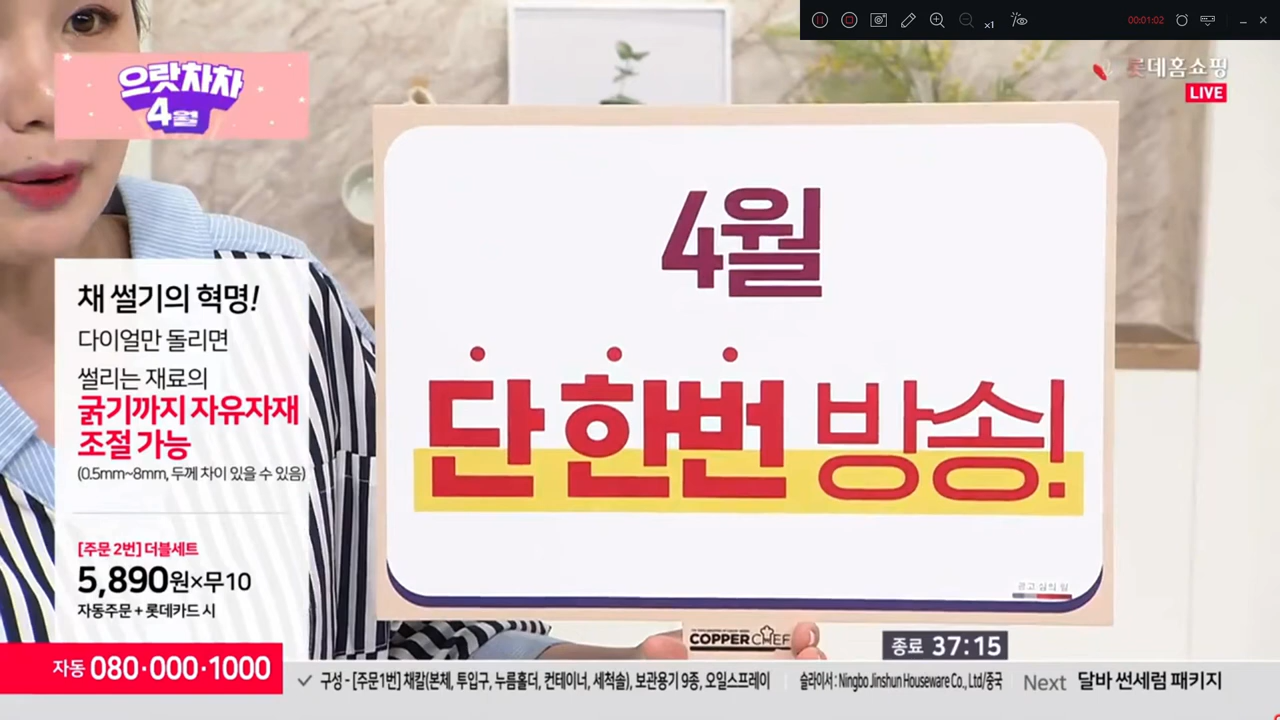 x1
00:01:02
으랏차차
4월
롯데홈쇼핑
LIVE
4월
단 한번 방송!
채 썰기의 혁명!
다이얼만 돌리면
썰리는 재료의
굵기까지 자유자재
조절 가능
(0.5mm~8mm, 두께 차이 있을 수 있음)
[주문 2번] 더블세트
5,890원×무10
자동주문 + 롯데카드 시
광고심의필
COPPER CHEF
종료 37:15
자동 080·000·1000
구성 - [주문1번] 채칼(본체, 투입구, 누름홀더, 컨테이너, 세척솔), 보관용기 9종, 오일스프레이
슬라이서 : Ningbo Jinshun Houseware Co., Ltd/중국
Next 달바 썬세럼 패키지